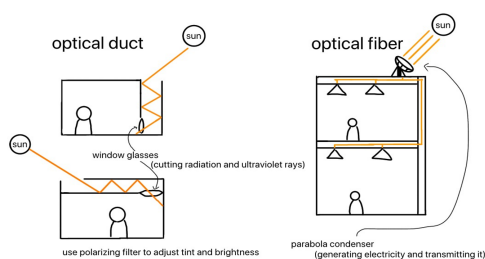 optical duct
sun
sun
window glasses
(cutting radiation and ultraviolet rays)
use polarizing filter to adjust tint and brightness
optical fiber
sun
parabola condenser
(generating electricity and transmitting it)